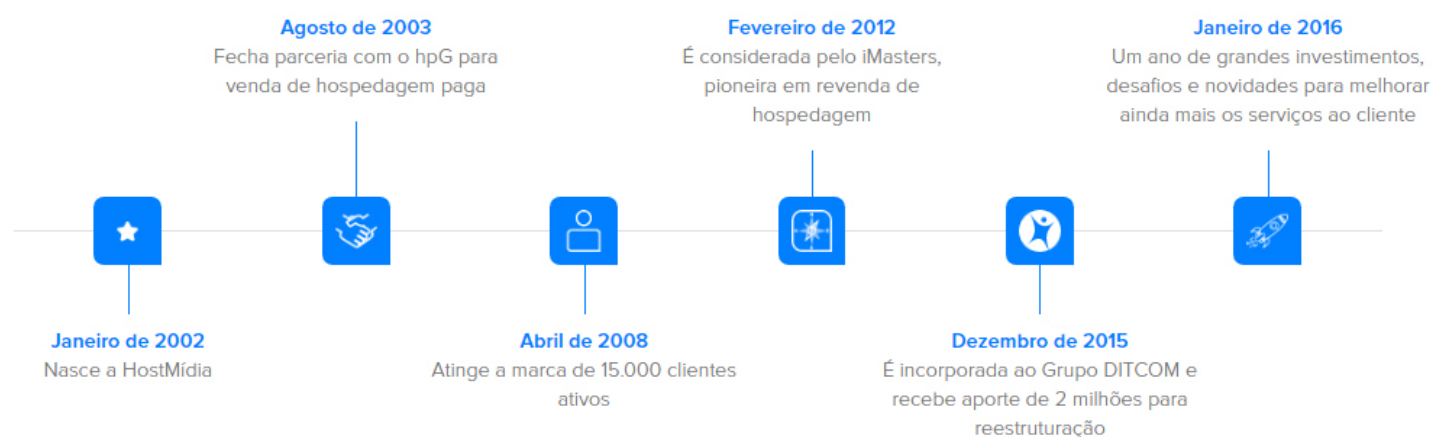 Agosto de 2003
Fecha parceria com o hpG para
venda de hospedagem paga
Fevereiro de 2012
É considerada pelo iMasters,
pioneira em revenda de
hospedagem
Janeiro de 2016
Um ano de grandes investimentos,
desafios e novidades para melhorar
ainda mais os serviços ao cliente
Janeiro de 2002
Nasce a HostMídia
Abril de 2008
Atinge a marca de 15.000 clientes
ativos
Dezembro de 2015
É incorporada ao Grupo DITCOM e
recebe aporte de 2 milhões para
reestruturação